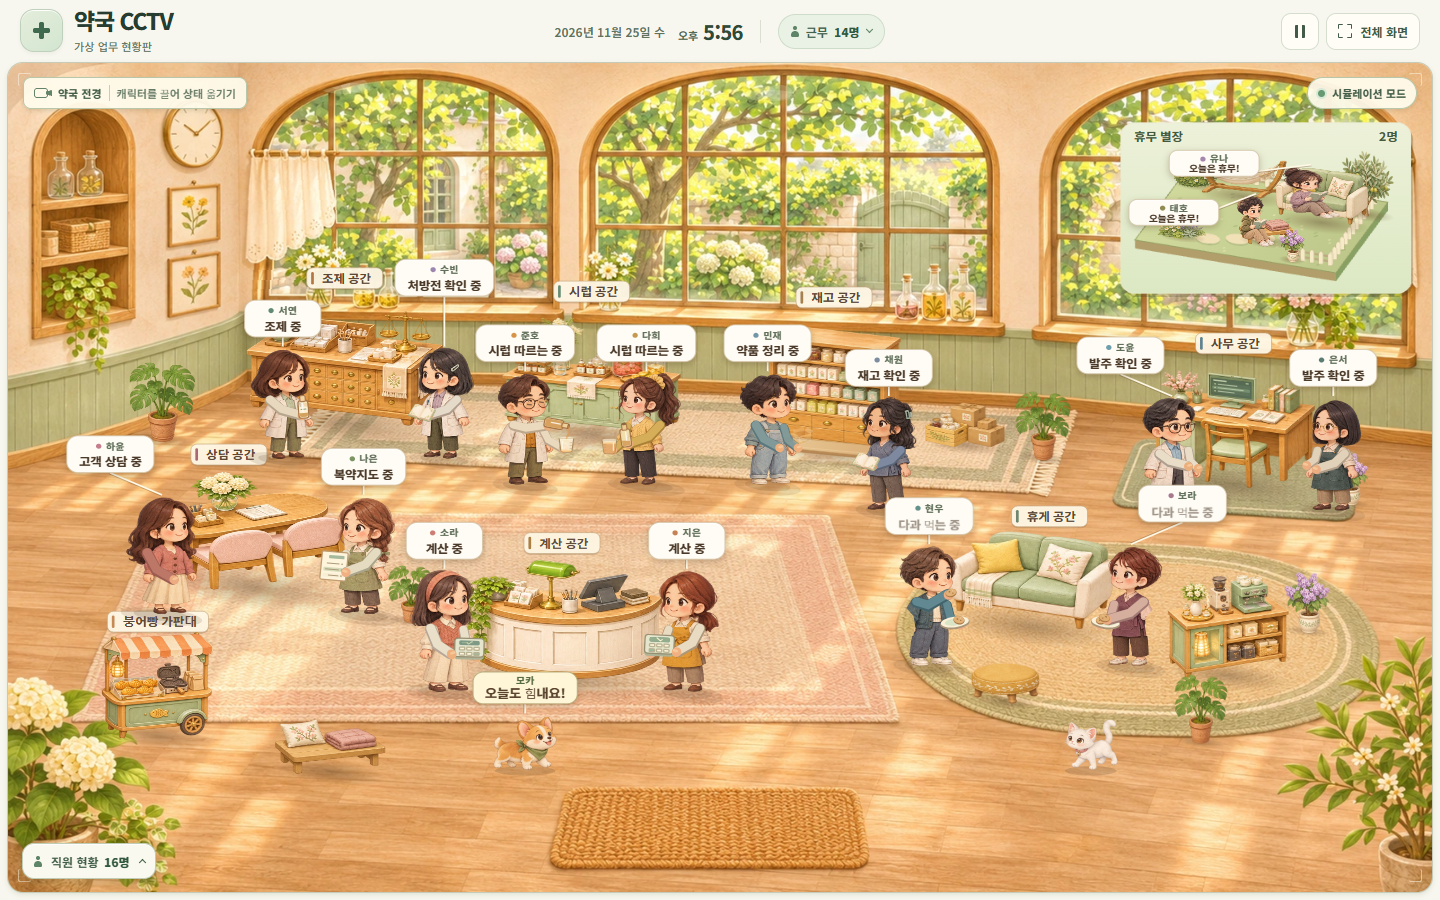 약국 CCTV
가상 업무 현황판
2026년 11월 25일 수 오후 5:56
근무 14명
전체 화면
약국 전경 캐릭터를 끌어 상태 옮기기
시뮬레이션 모드
휴무 별장 2명
유나
오늘은 휴무!
태호
오늘은 휴무!
조제 공간
수빈
처방전 확인 중
시럽 공간
재고 공간
서연
조제 중
준호
시럽 따르는 중
다희
시럽 따르는 중
민재
약품 정리 중
채원
재고 확인 중
도윤
발주 확인 중
사무 공간
은서
발주 확인 중
하윤
고객 상담 중
상담 공간
나은
복약지도 중
소라
계산 중
계산 공간
지은
계산 중
현우
다과 먹는 중
휴게 공간
보라
다과 먹는 중
붕어빵 가판대
모카
오늘도 힘내요!
직원 현황 16명